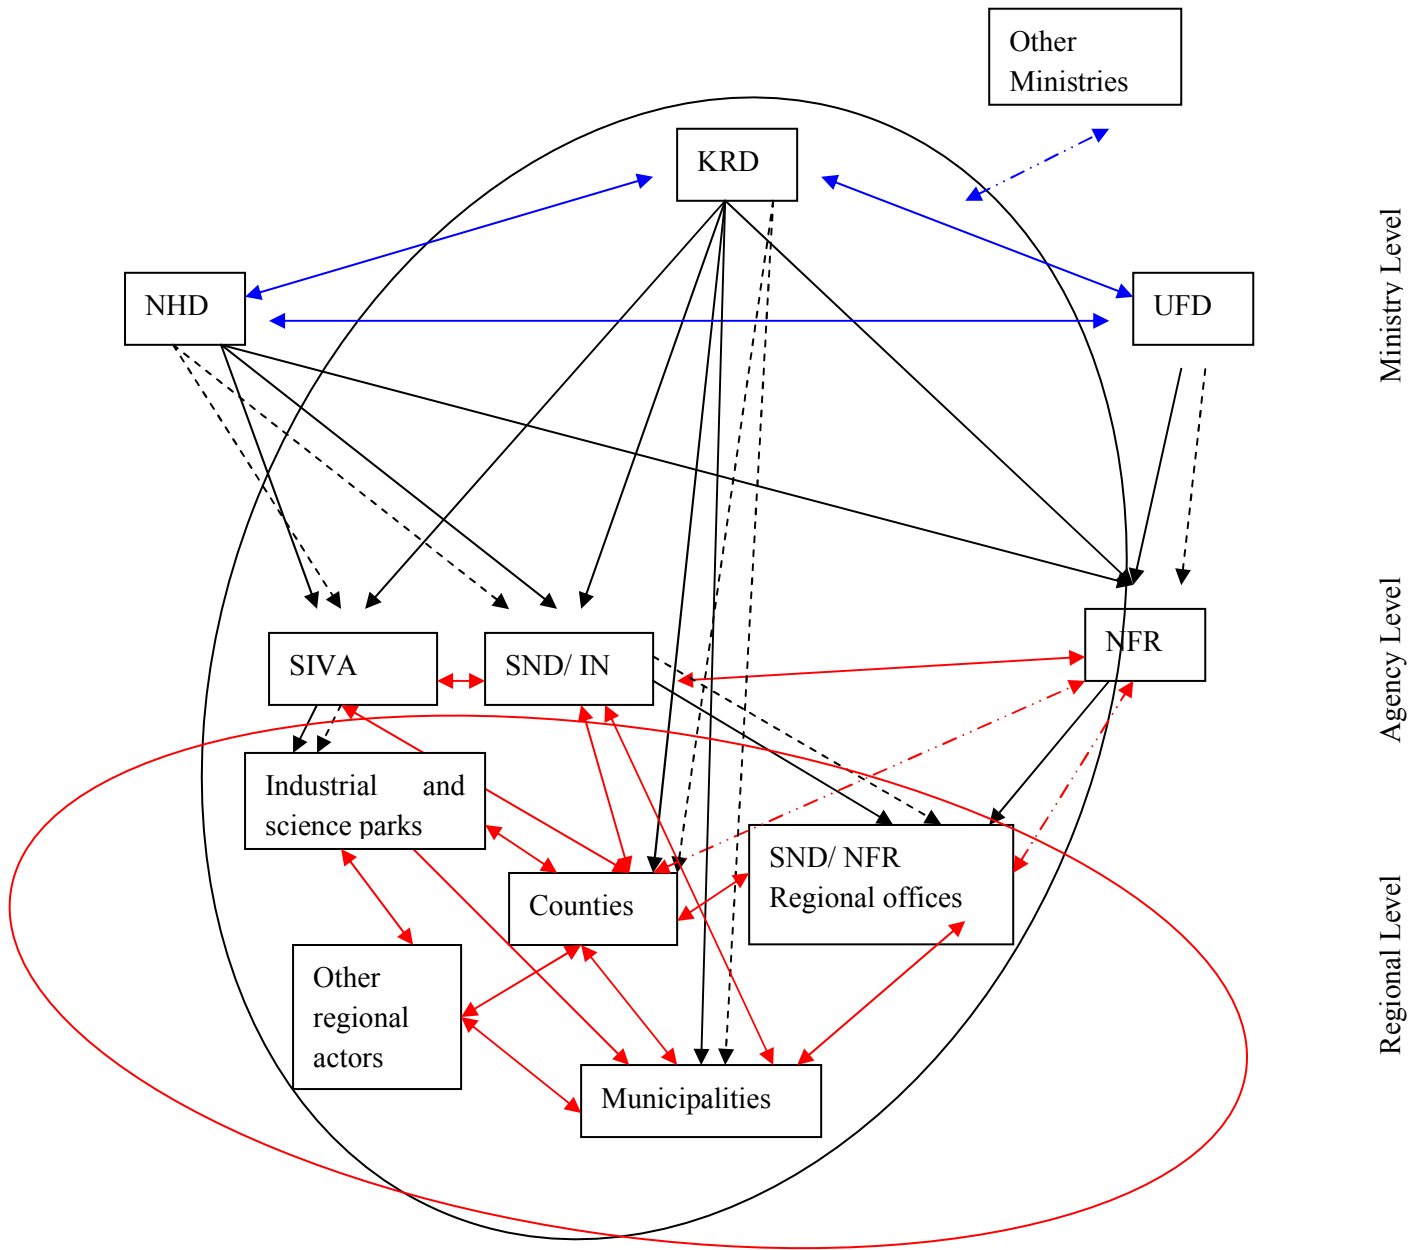 Other
Ministries
KRD
NHD
UFD
Ministry Level
SIVA
SND/ IN
NFR
Agency Level
Industrial and
science parks
SND/ NFR
Regional offices
Counties
Other
regional
actors
Municipalities
Regional Level